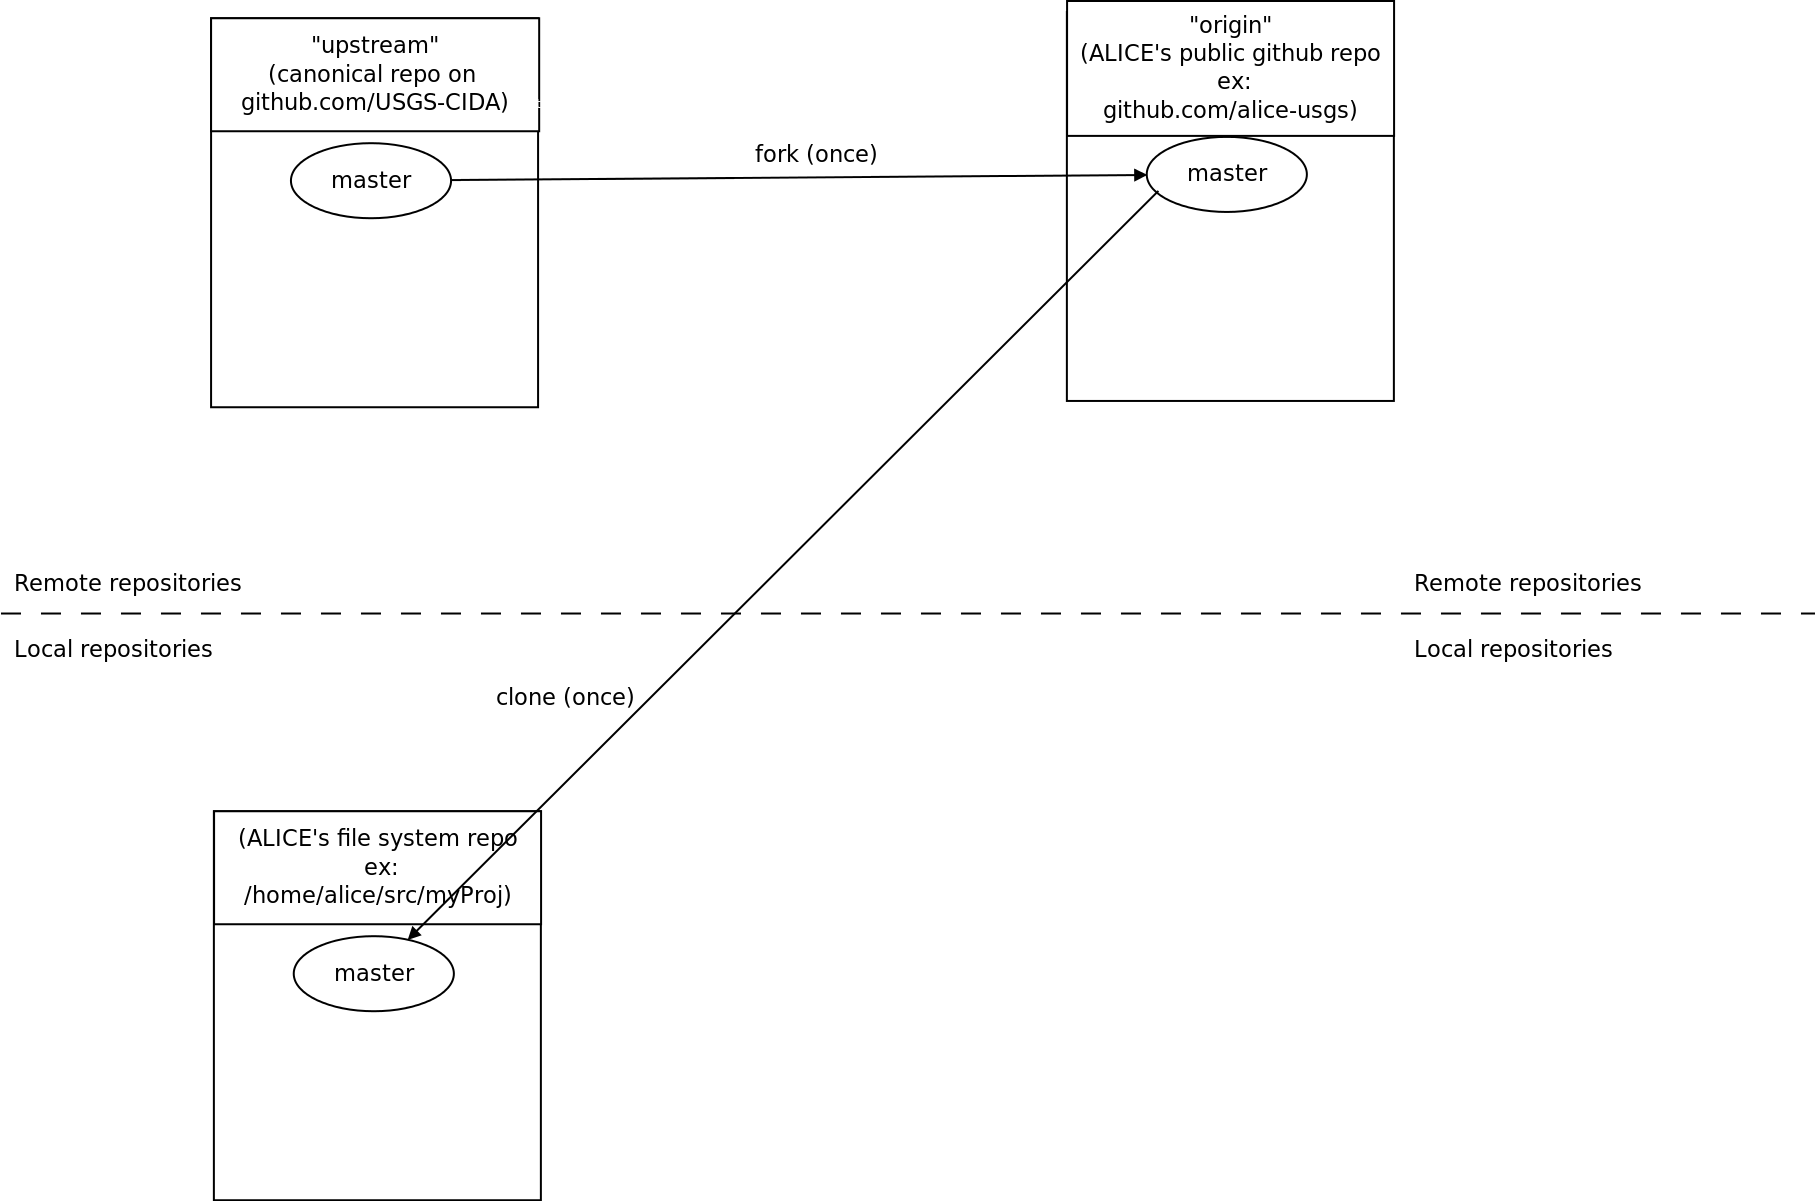 "upstream"
(canonical repo on
github.com/USGS-CIDA)
"origin"
(ALICE's public github repo
ex:
github.com/alice-usgs)
master
fork (once)
master
Remote repositories
Remote repositories
Local repositories
Local repositories
clone (once)
(ALICE's file system repo
ex:
/home/alice/src/myProj)
master